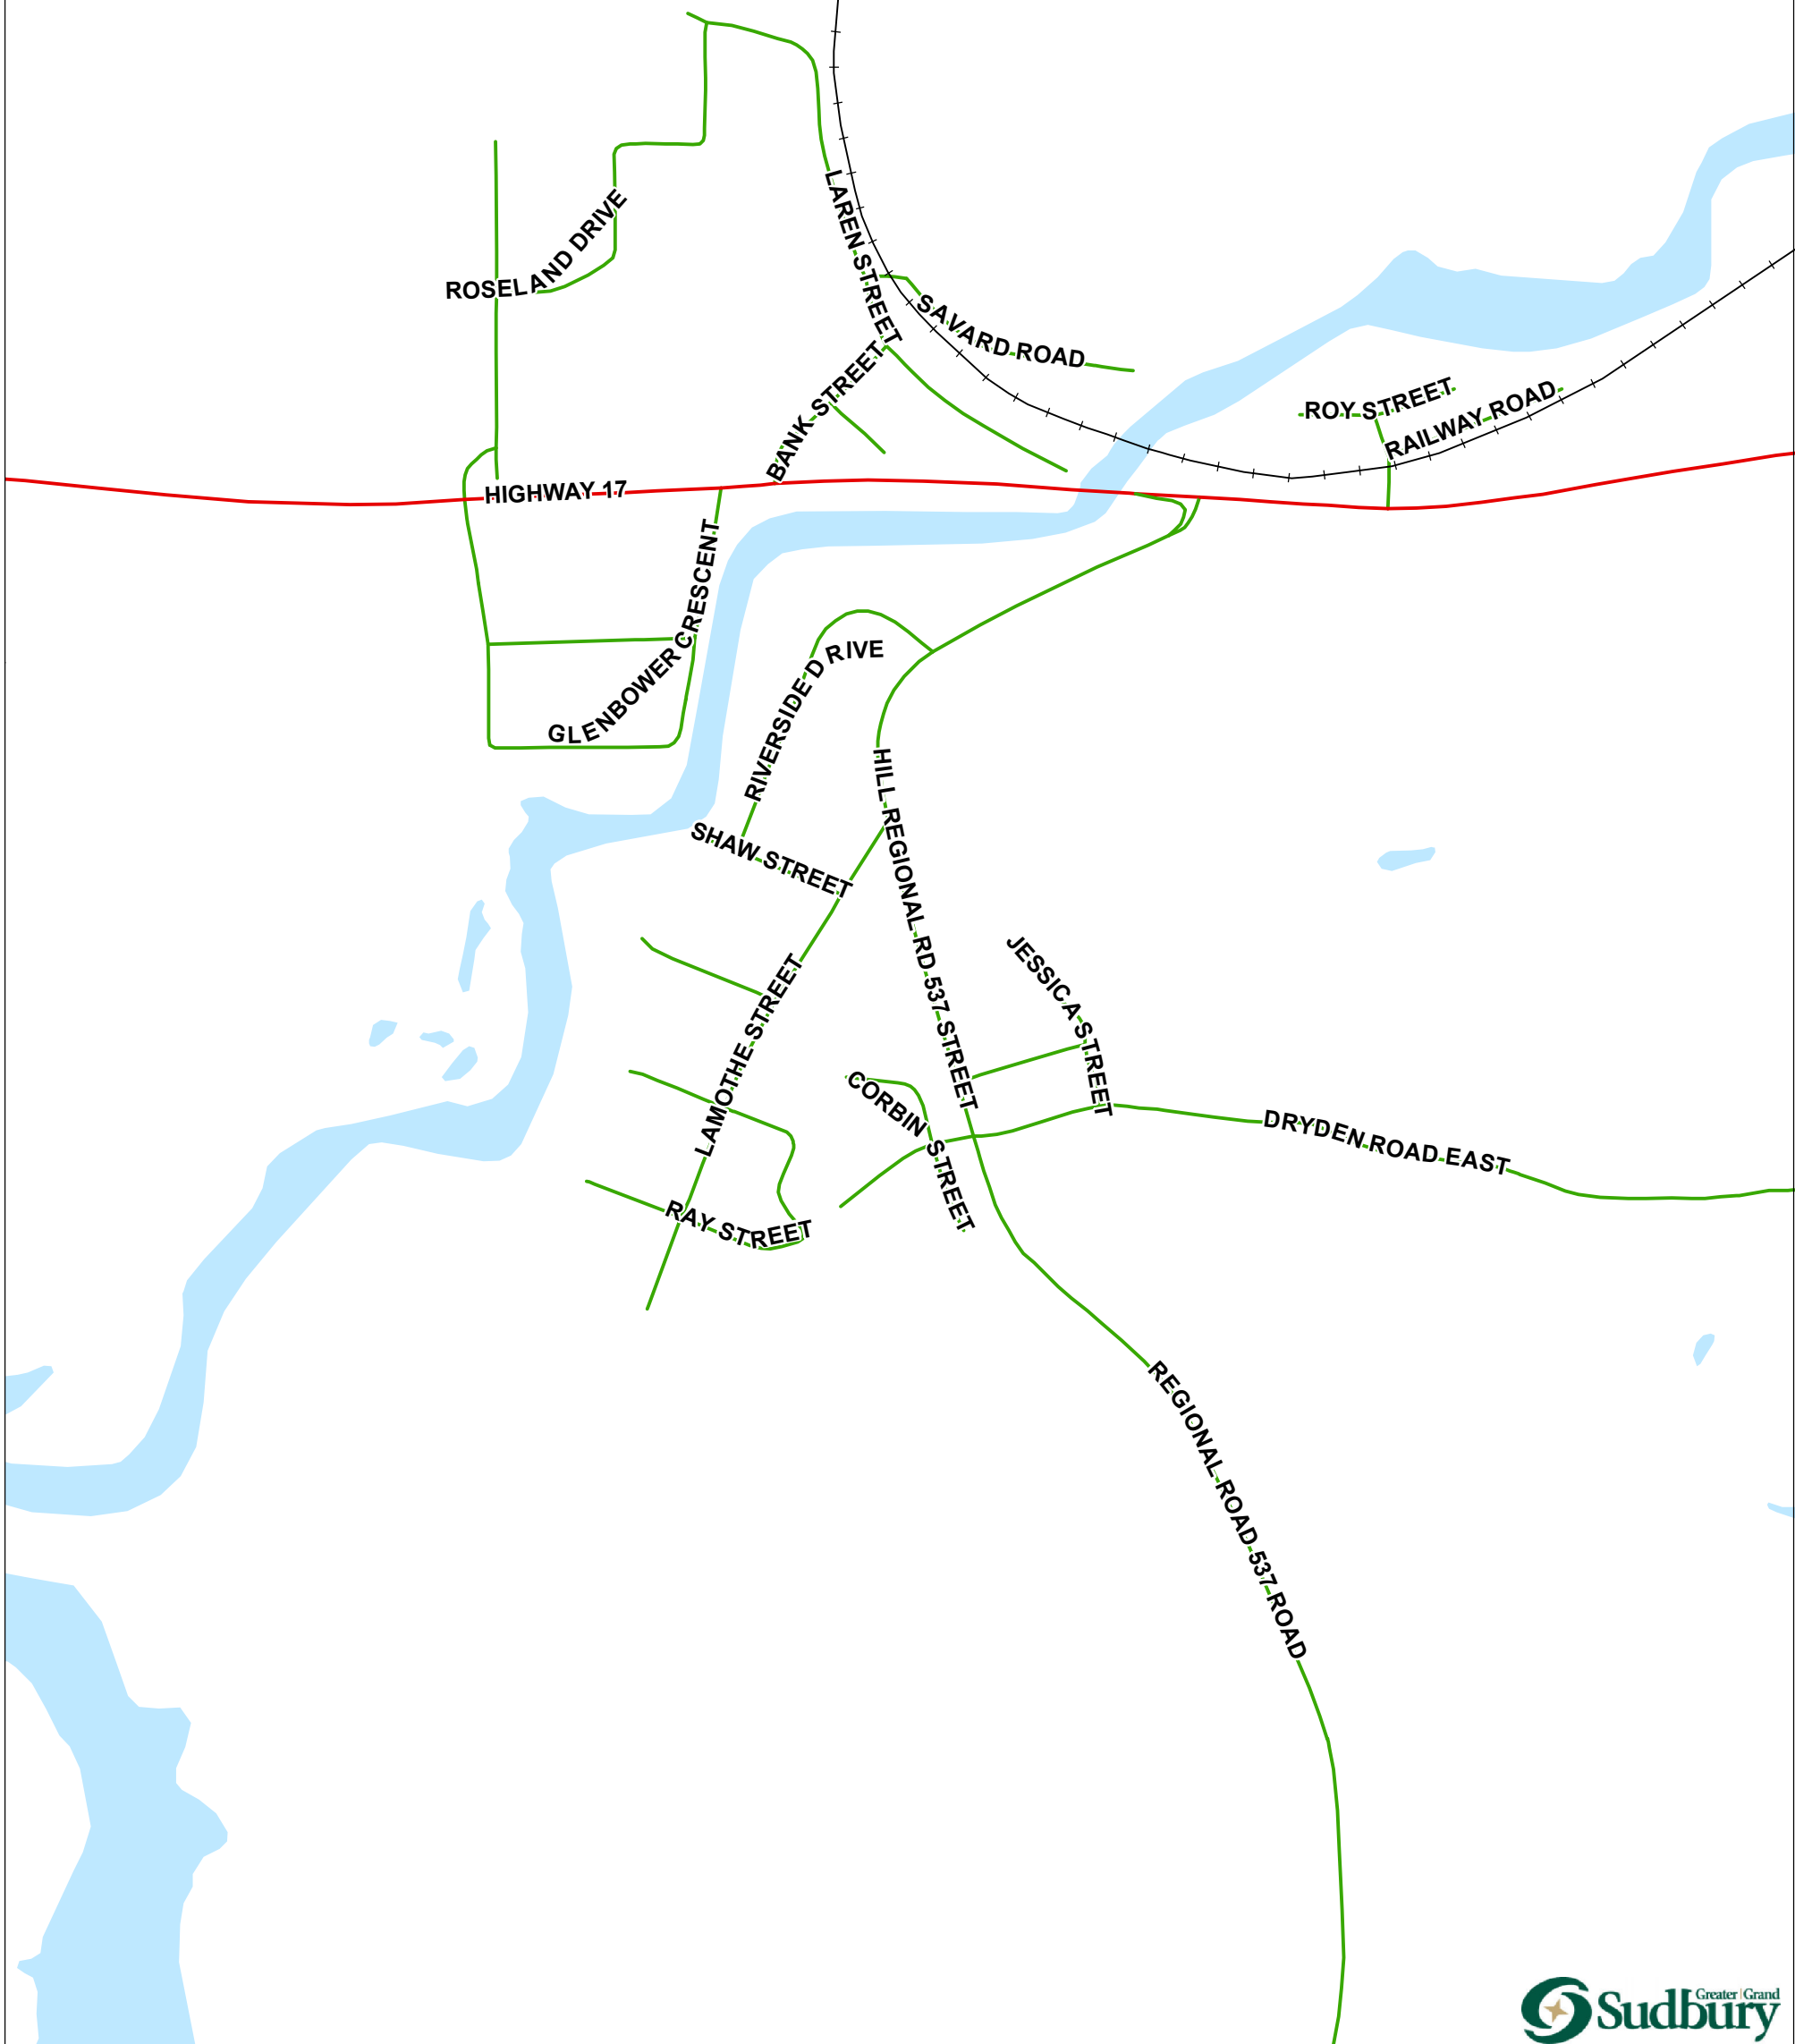 LAREN STREET
ROSELAND DRIVE
SAVARD ROAD
BANK STREET
ROY STREET
RAILWAY ROAD
HIGHWAY 17
GLENBOWER CRESCENT
RIVERSIDE DRIVE
HILL REGIONAL RD 537 STREET
SHAW STREET
JESSICA STREET
LAMOTHE STREET
CORBIN STREET
DRYDEN ROAD EAST
RAY STREET
REGIONAL ROAD 537 ROAD
Greater | Grand
Sudbury